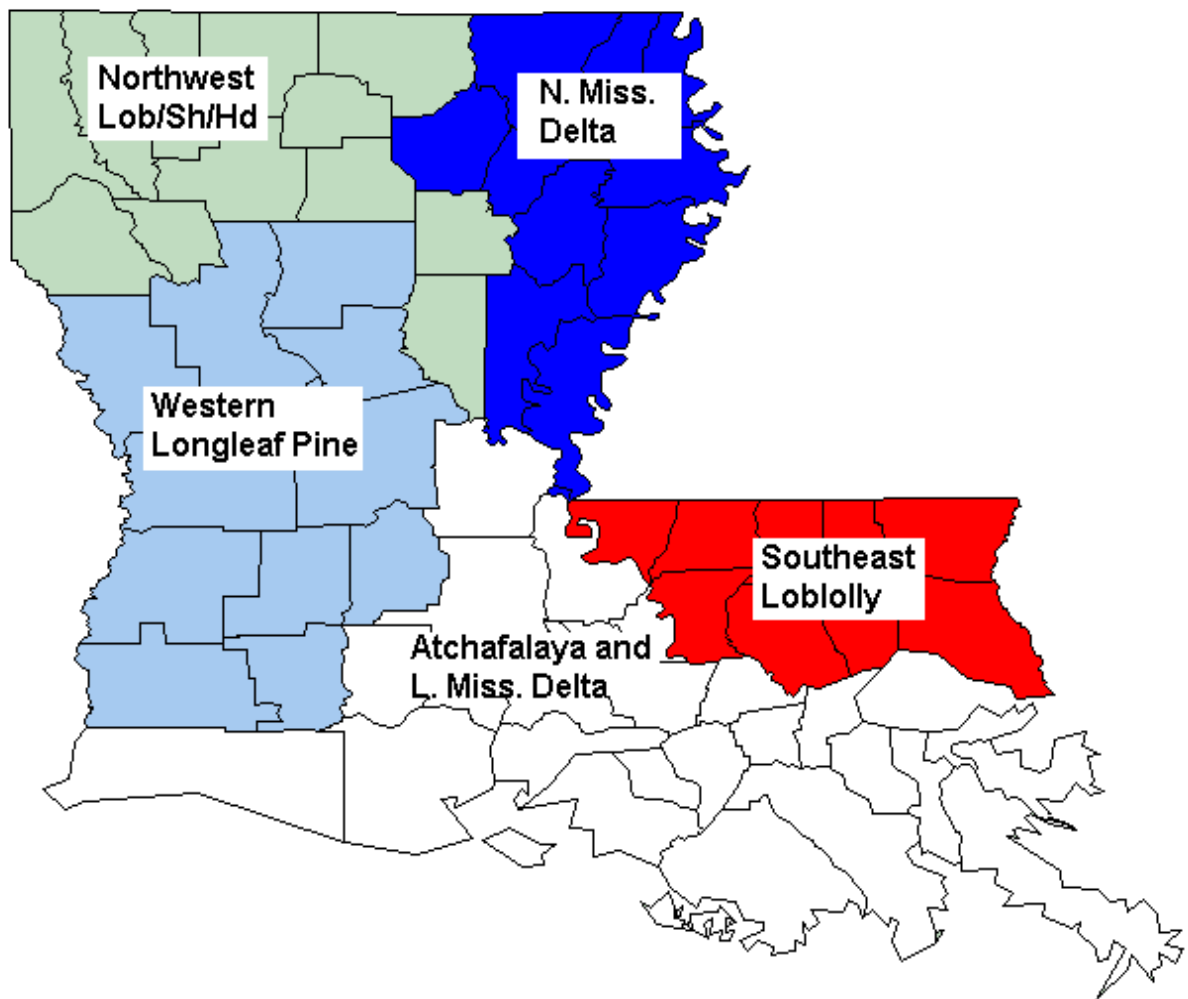 Northwest
Lob/Sh/Hd
N. Miss.
Delta
Western
Longleaf Pine
Southeast
Loblolly
Atchafalaya and
L. Miss. Delta